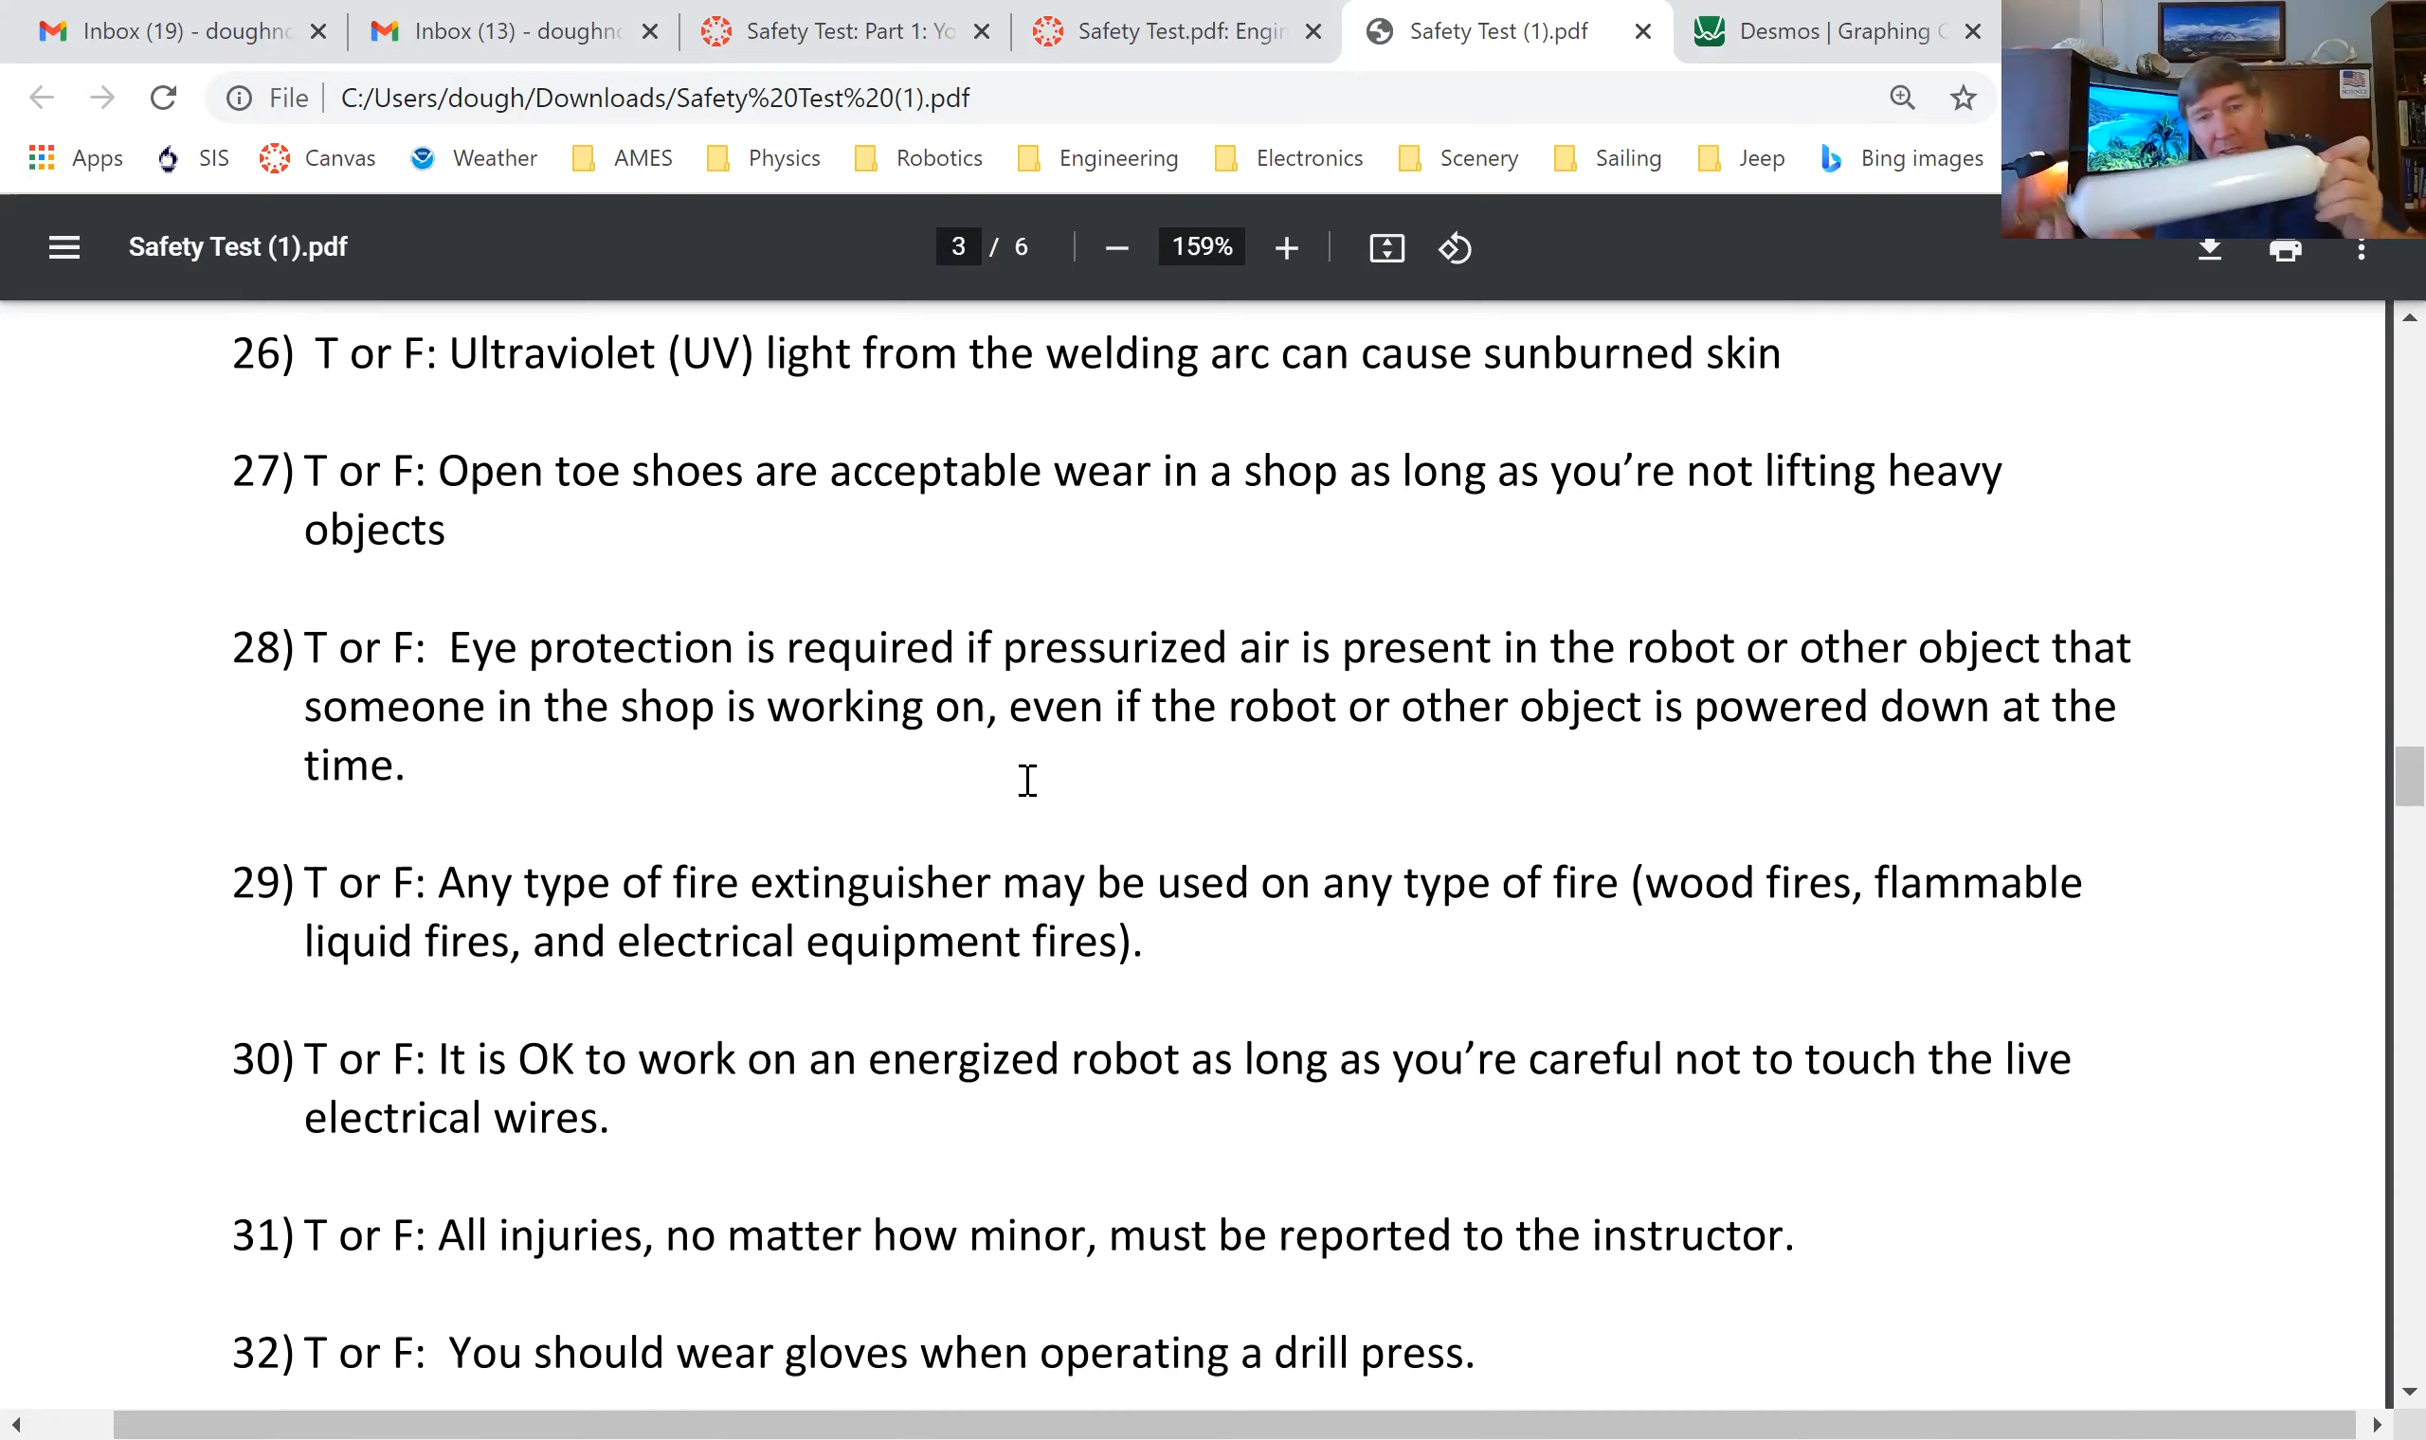 Inbox (19) - doughn
Inbox (13) - doughn
Safety Test: Part 1: Yo
Safety Test.pdf: Engin
Safety Test (1).pdf
Desmos | Graphing C
File
C:/Users/dough/Downloads/Safety%20Test%20(1).pdf
Apps SIS Canvas Weather AMES Physics Robotics Engineering Electronics Scenery Sailing Jeep Bing images
Safety Test (1).pdf 3 / 6 159%
26) T or F: Ultraviolet (UV) light from the welding arc can cause sunburned skin
27) T or F: Open toe shoes are acceptable wear in a shop as long as you’re not lifting heavy
objects
28) T or F: Eye protection is required if pressurized air is present in the robot or other object that
someone in the shop is working on, even if the robot or other object is powered down at the
time.
29) T or F: Any type of fire extinguisher may be used on any type of fire (wood fires, flammable
liquid fires, and electrical equipment fires).
30) T or F: It is OK to work on an energized robot as long as you’re careful not to touch the live
electrical wires.
31) T or F: All injuries, no matter how minor, must be reported to the instructor.
32) T or F: You should wear gloves when operating a drill press.